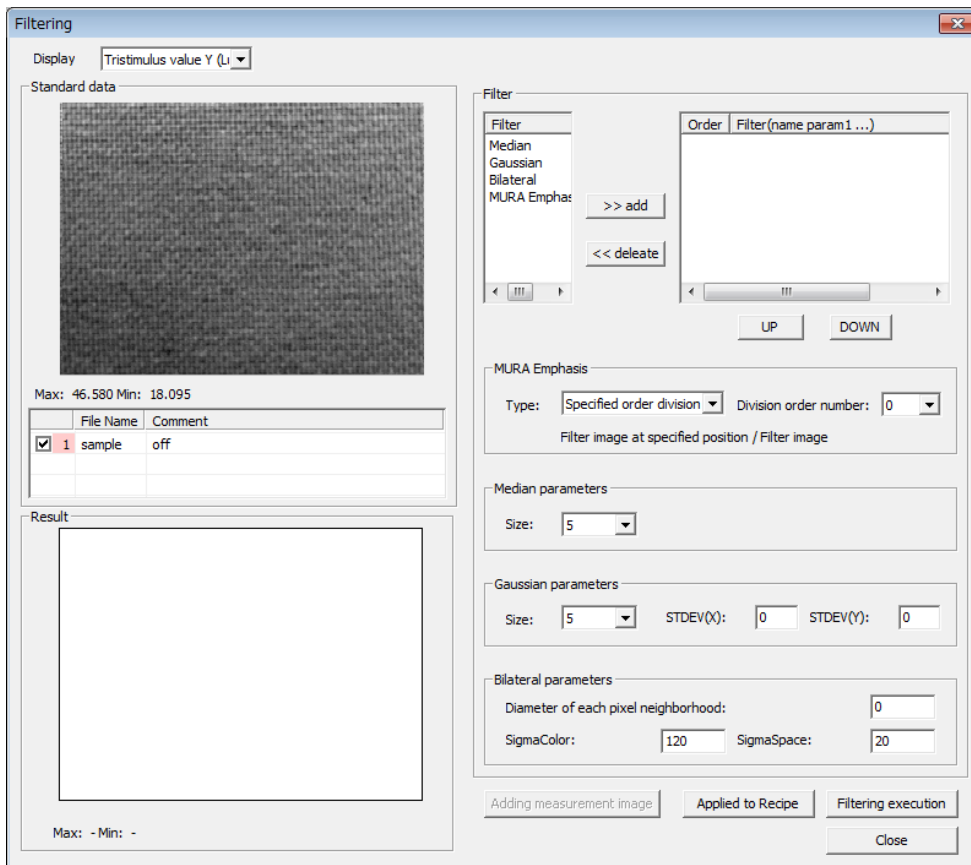 Filtering
Display Tristimulus value Y (Lu
Standard data
Max: 46.580 Min: 18.095
File Name Comment
1 sample off
Result
Max: - Min: -
Filter
Filter
Median
Gaussian
Bilateral
MURA Emphas
>> add
<< deleate
Order Filter(name param1 ...)
UP DOWN
MURA Emphasis
Type: Specified order division Division order number: 0
Filter image at specified position / Filter image
Median parameters
Size: 5
Gaussian parameters
Size: 5 STDEV(X): 0 STDEV(Y): 0
Bilateral parameters
Diameter of each pixel neighborhood: 0
SigmaColor: 120 SigmaSpace: 20
Adding measurement image Applied to Recipe Filtering execution
Close